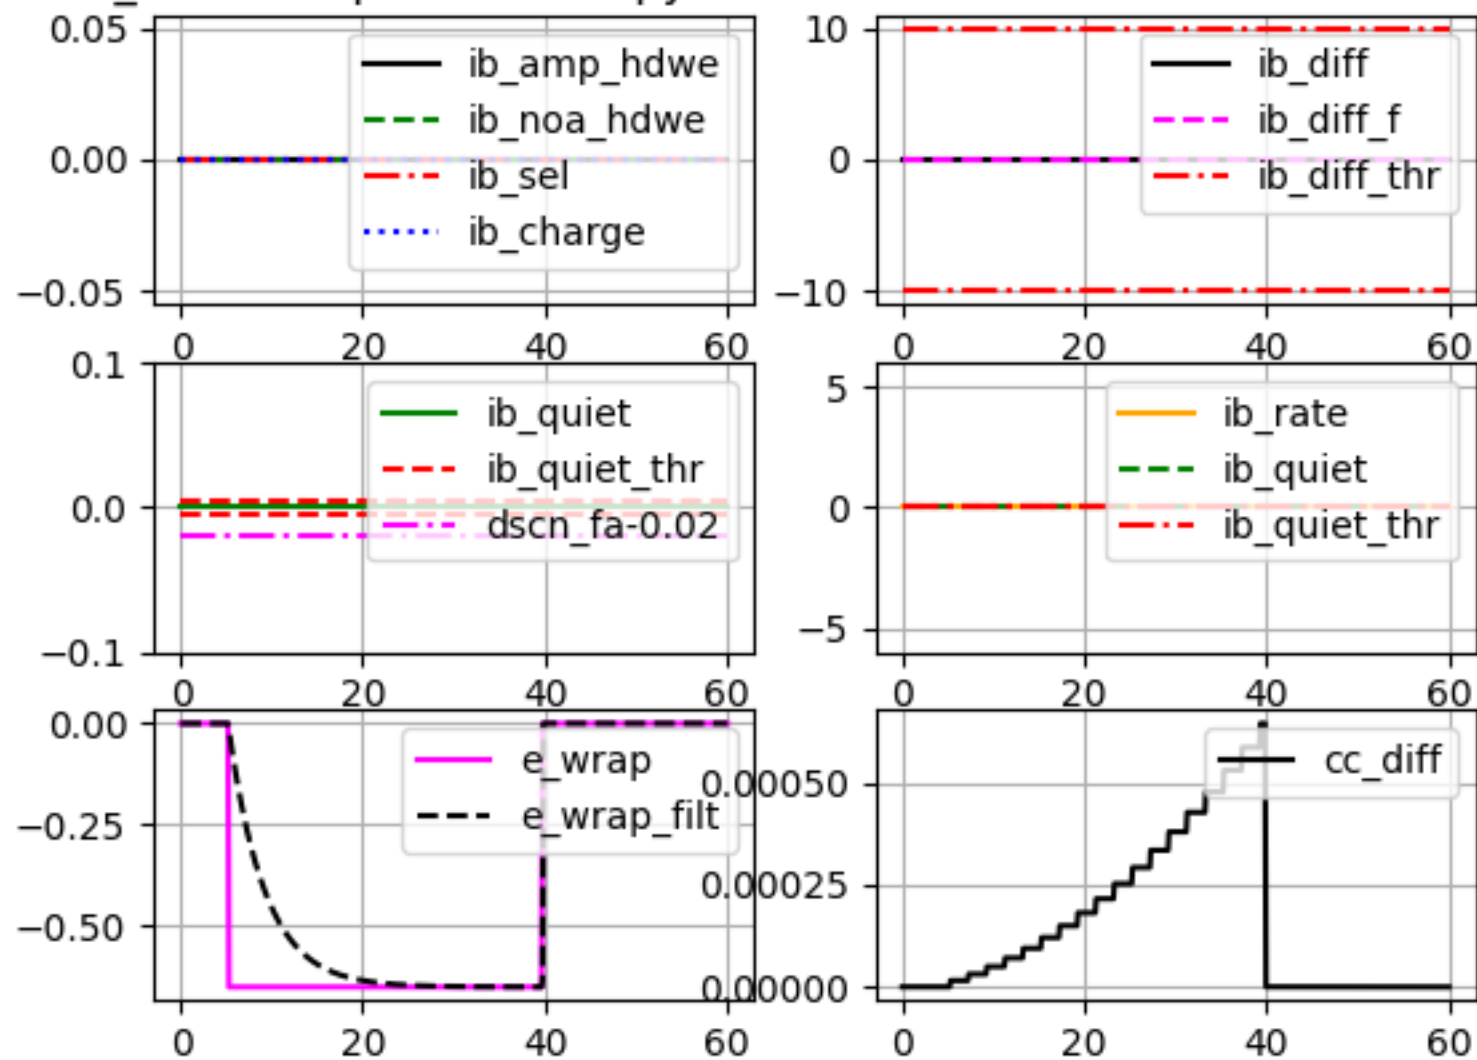 0.05
0.00
−0.05
0 20 40 60
ib_amp_hdwe
ib_noa_hdwe
ib_sel
ib_charge
10
0
−10
0 20 40 60
ib_diff
ib_diff_f
ib_diff_thr
0.1
0.0
−0.1
0 20 40 60
ib_quiet
ib_quiet_thr
dscn_fa-0.02
5
0
−5
0 20 40 60
ib_rate
ib_quiet
ib_quiet_thr
0.00
−0.25
−0.50
0 20 40 60
e_wrap
e_wrap_filt
0.00050
0.00025
0.00000
0 20 40 60
cc_diff